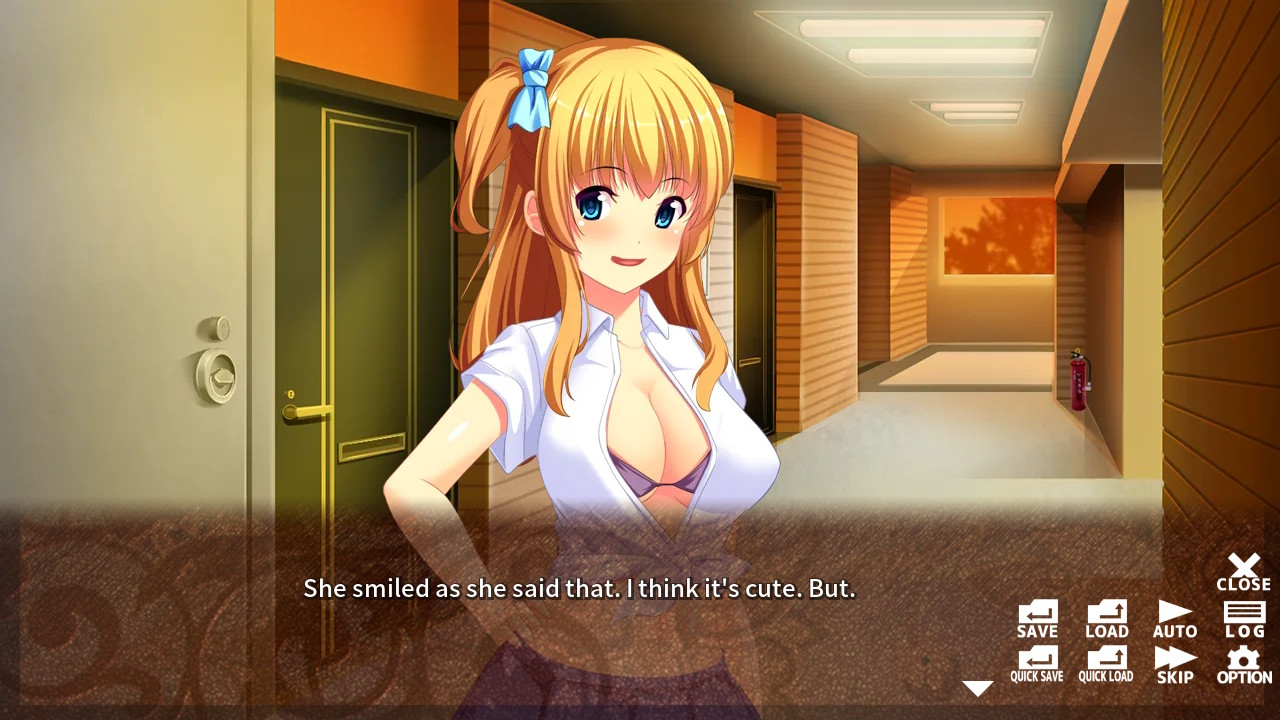 She smiled as she said that. I think it's cute. But.
CLOSE
SAVE LOAD AUTO LOG
QUICK SAVE QUICK LOAD SKIP OPTION